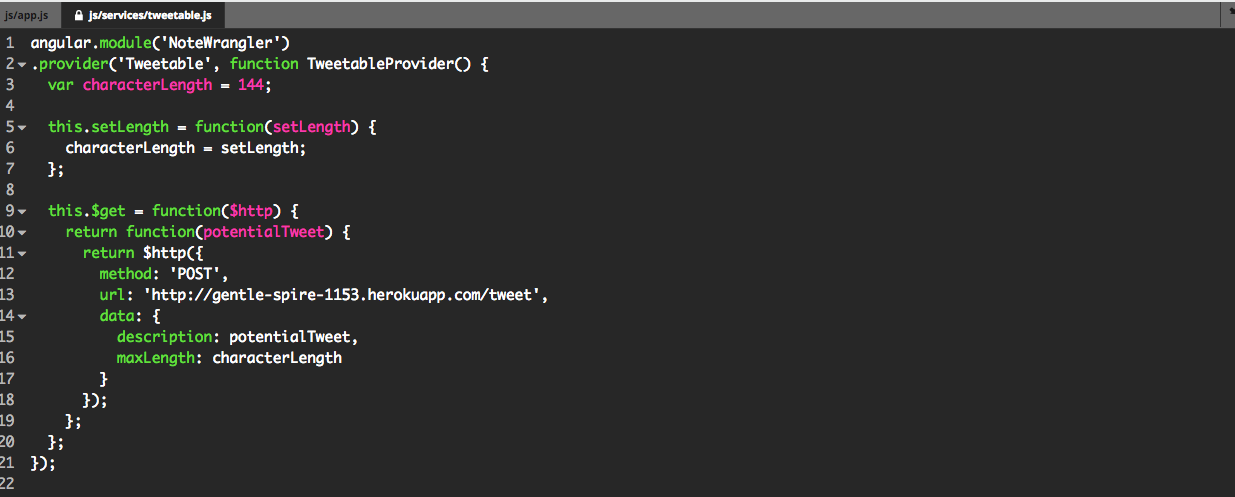 js/app.js js/services/tweetable.js
1 angular.module('NoteWrangler')
2 .provider('Tweetable', function TweetableProvider() {
3 var characterLength = 144;
4
5 this.setLength = function(setLength) {
6 characterLength = setLength;
7 };
8
9 this.$get = function($http) {
10 return function(potentialTweet) {
11 return $http({
12 method: 'POST',
13 url: 'http://gentle-spire-1153.herokuapp.com/tweet',
14 data: {
15 description: potentialTweet,
16 maxLength: characterLength
17 }
18 });
19 };
20 };
21 });
22